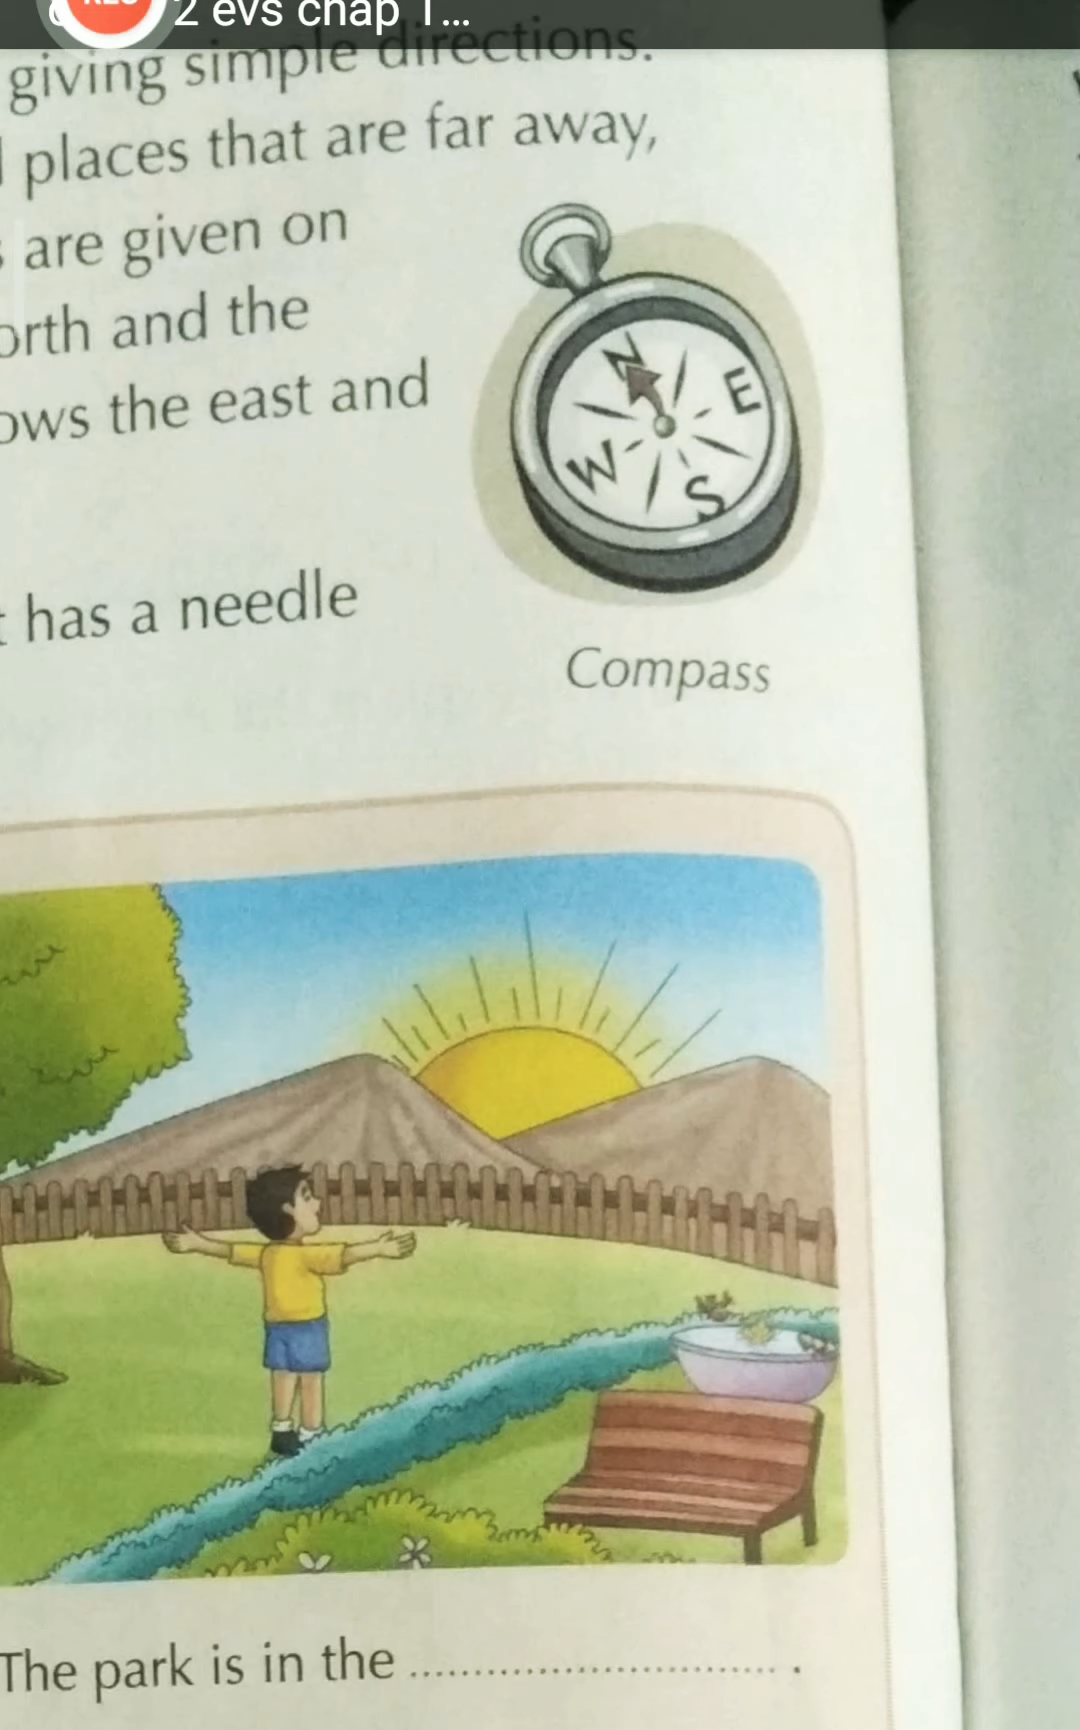 2 evs chap 1...
giving simple directions.
places that are far away,
are given on
orth and the
ows the east and
has a needle
N
E
W
S
Compass
The park is in the ........................................ .